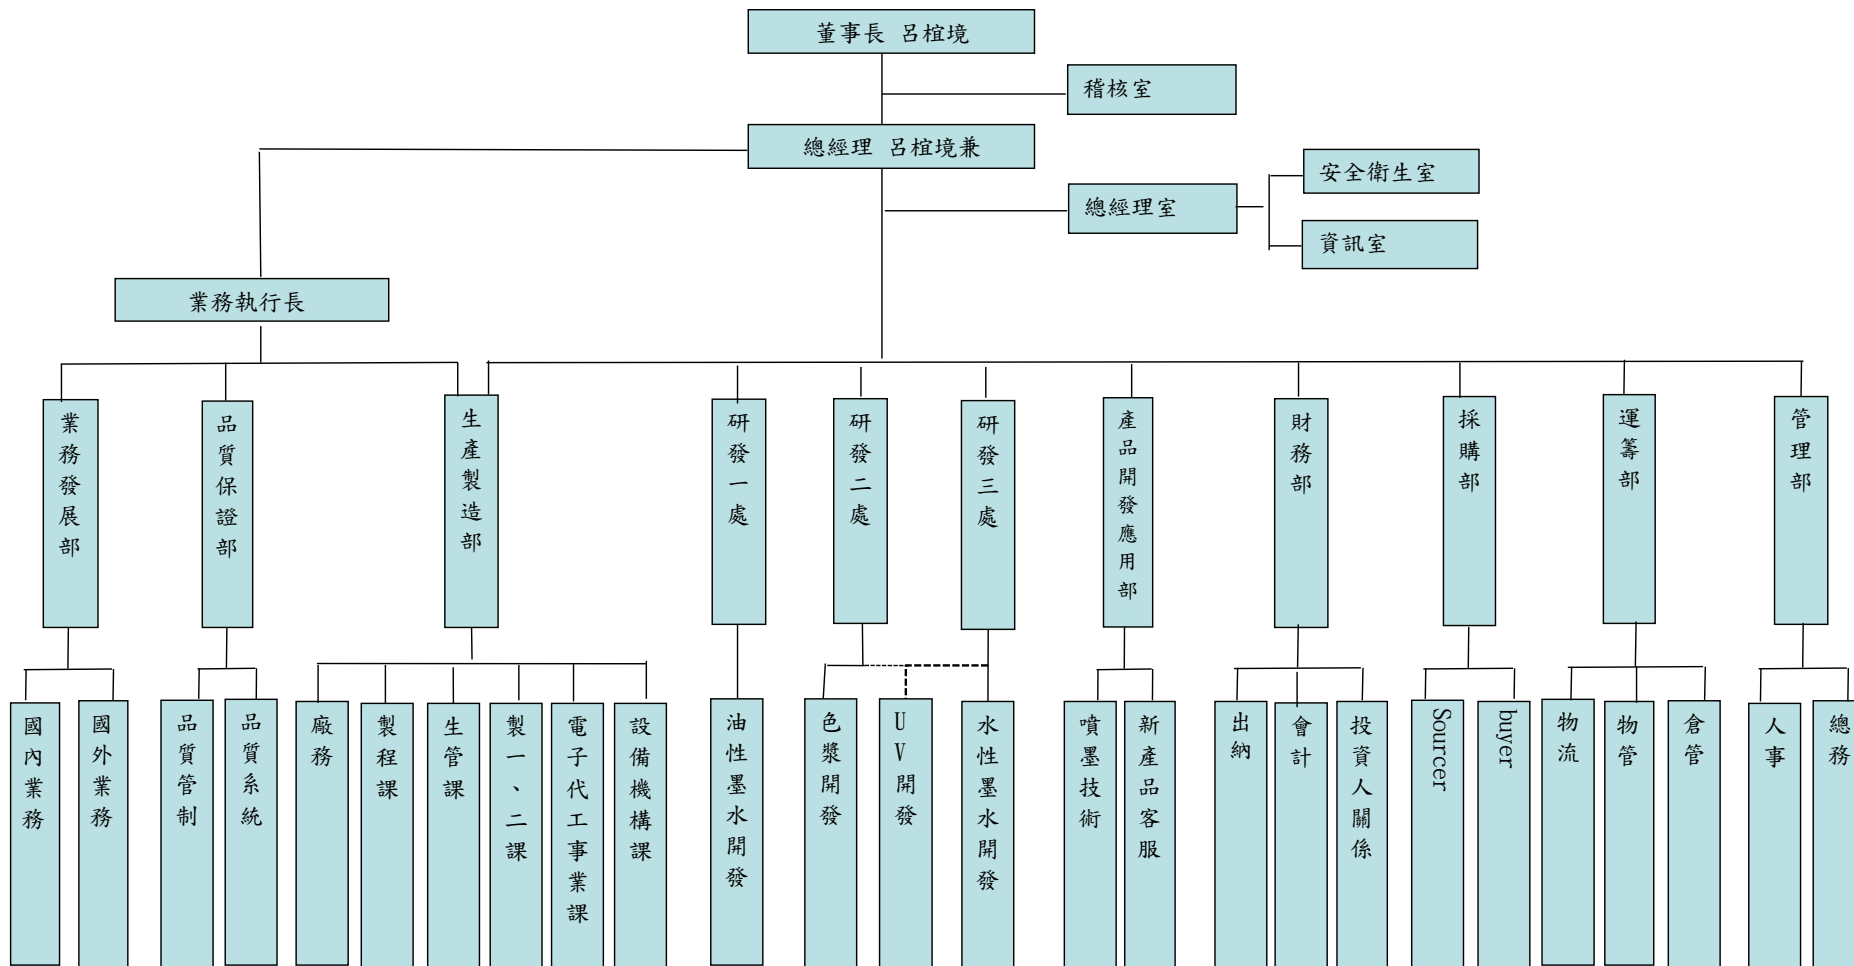 董事長 呂楦境
稽核室
總經理 呂楦境兼
安全衛生室
總經理室
資訊室
業務執行長
業務發展部
品質保證部
生產製造部
研發一處
研發二處
研發三處
產品開發應用部
財務部
採購部
運籌部
管理部
國內業務
國外業務
品質管制
品質系統
廠務
製程課
生管課
製一、二課
電子代工事業課
設備機構課
油性墨水開發
色漿開發
UV開發
水性墨水開發
噴墨技術
新產品客服
出納
會計
投資人關係
Sourcer
buyer
物流
物管
倉管
人事
總務